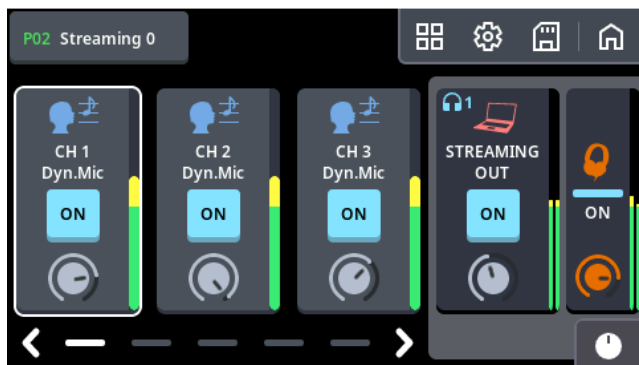 P02 Streaming 0
CH 1
Dyn.Mic
ON
CH 2
Dyn.Mic
ON
CH 3
Dyn.Mic
ON
1
STREAMING
OUT
ON
ON